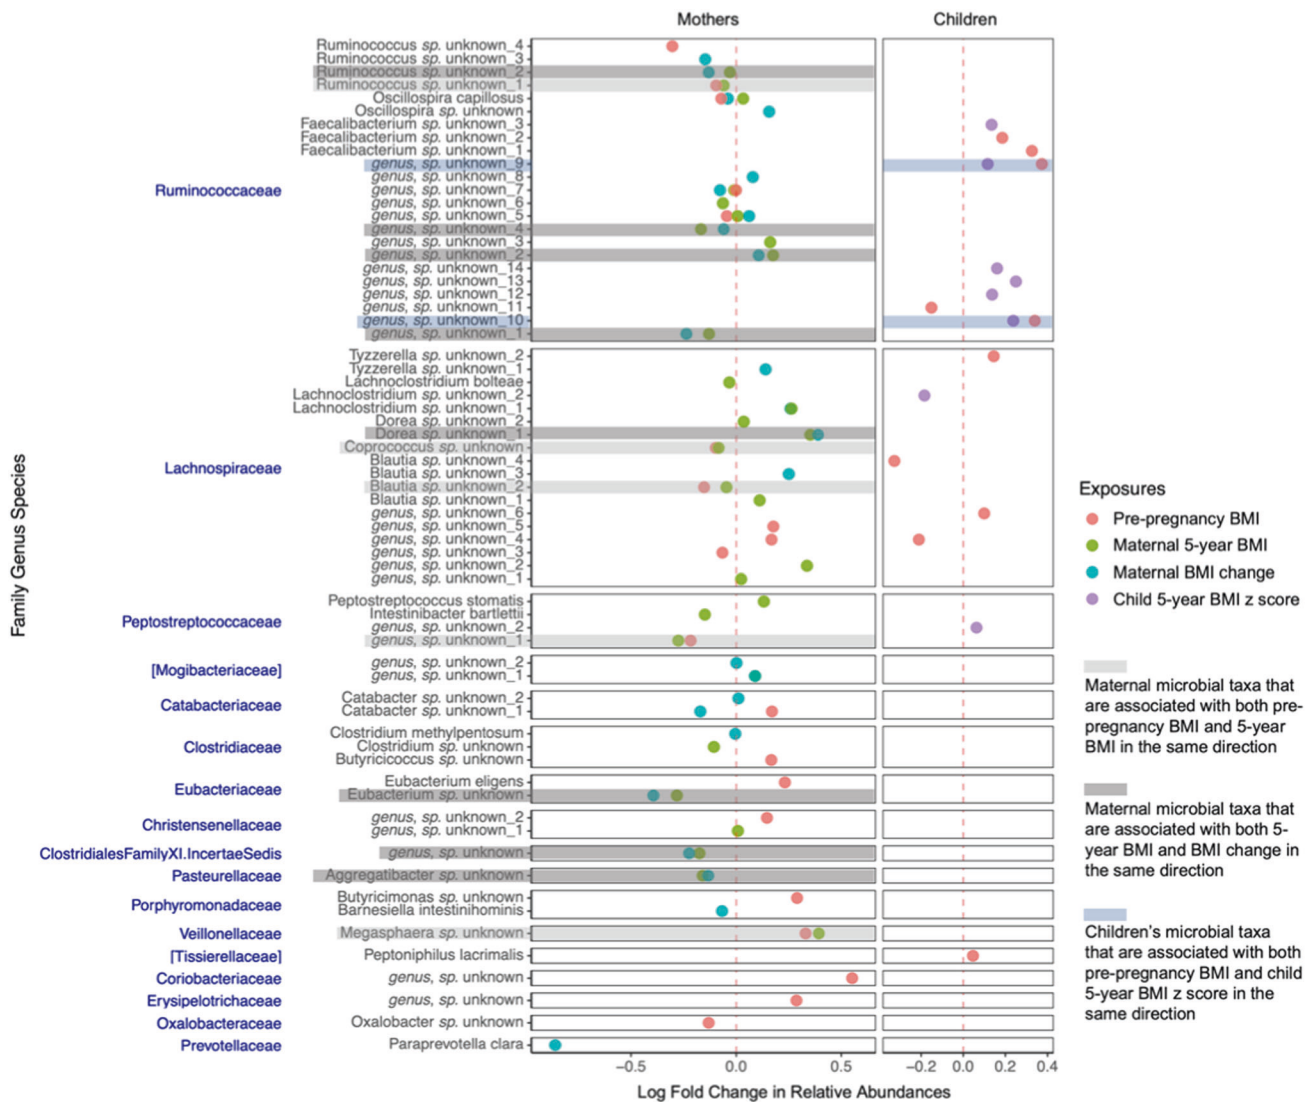 Mothers
Children
Family Genus Species
Ruminococcaceae
Ruminococcus sp. unknown_4
Ruminococcus sp. unknown_3
Ruminococcus sp. unknown_2
Ruminococcus sp. unknown_1
Oscillospira capillosus
Oscillospira sp. unknown
Faecalibacterium sp. unknown_3
Faecalibacterium sp. unknown_2
Faecalibacterium sp. unknown_1
genus, sp. unknown_9
genus, sp. unknown_8
genus, sp. unknown_7
genus, sp. unknown_6
genus, sp. unknown_5
genus, sp. unknown_4
genus, sp. unknown_3
genus, sp. unknown_2
genus, sp. unknown_14
genus, sp. unknown_13
genus, sp. unknown_12
genus, sp. unknown_11
genus, sp. unknown_10
genus, sp. unknown_1
Lachnospiraceae
Tyzzerella sp. unknown_2
Tyzzerella sp. unknown_1
Lachnoclostridium bolteae
Lachnoclostridium sp. unknown_2
Lachnoclostridium sp. unknown_1
Dorea sp. unknown_2
Dorea sp. unknown_1
Coprococcus sp. unknown
Blautia sp. unknown_4
Blautia sp. unknown_3
Blautia sp. unknown_2
Blautia sp. unknown_1
genus, sp. unknown_6
genus, sp. unknown_5
genus, sp. unknown_4
genus, sp. unknown_3
genus, sp. unknown_2
genus, sp. unknown_1
Peptostreptococcaceae
Peptostreptococcus stomatis
Intestinibacter bartlettii
genus, sp. unknown_2
genus, sp. unknown_1
[Mogibacteriaceae]
genus, sp. unknown_2
genus, sp. unknown_1
Catabacteriaceae
Catabacter sp. unknown_2
Catabacter sp. unknown_1
Clostridiaceae
Clostridium methylpentosum
Clostridium sp. unknown
Butyricicoccus sp. unknown
Eubacteriaceae
Eubacterium eligens
Eubacterium sp. unknown
Christensenellaceae
genus, sp. unknown_2
genus, sp. unknown_1
ClostridialesFamilyXI.IncertaeSedis
genus, sp. unknown
Pasteurellaceae
Aggregatibacter sp. unknown
Porphyromonadaceae
Butyricimonas sp. unknown
Barnesiella intestinihominis
Veillonellaceae
Megasphaera sp. unknown
[Tissierellaceae]
Peptoniphilus lacrimalis
Coriobacteriaceae
genus, sp. unknown
Erysipelotrichaceae
genus, sp. unknown
Oxalobacteraceae
Oxalobacter sp. unknown
Prevotellaceae
Paraprevotella clara
−0.5 0.0 0.5
−0.2 0.0 0.2 0.4
Log Fold Change in Relative Abundances
Exposures
Pre-pregnancy BMI
Maternal 5-year BMI
Maternal BMI change
Child 5-year BMI z score
Maternal microbial taxa that
are associated with both pre-
pregnancy BMI and 5-year
BMI in the same direction
Maternal microbial taxa that
are associated with both 5-
year BMI and BMI change in
the same direction
Children's microbial taxa
that are associated with both
pre-pregnancy BMI and child
5-year BMI z score in the
same direction